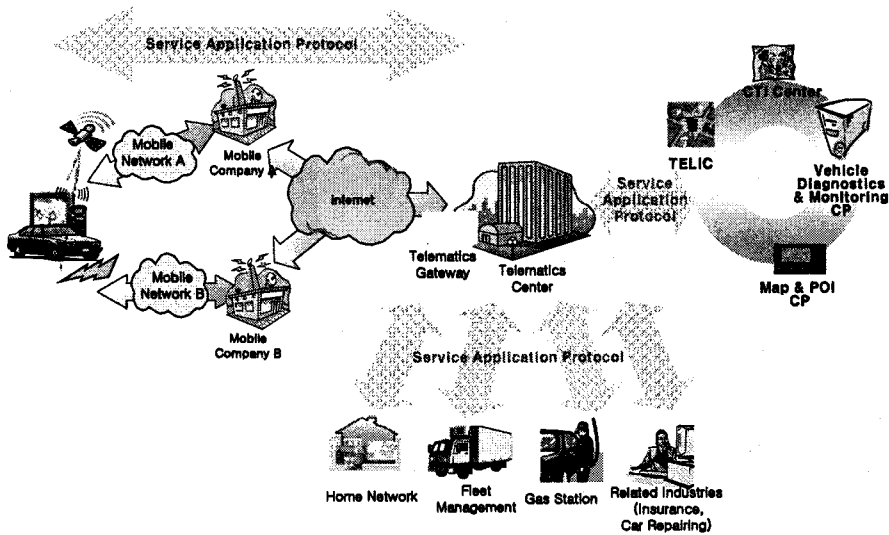 Service Application Protocol
Mobile
Network A
Mobile
Company A
Internet
Mobile
Network B
Mobile
Company B
Telematics
Gateway
Telematics
Center
Service
Application
Protocol
CTI Center
TELIC
Vehicle
Diagnostics
& Monitoring
CP
Map & POI
CP
Service Application Protocol
Home Network
Fleet
Management
Gas Station
Related Industries
(Insurance,
Car Repairing)